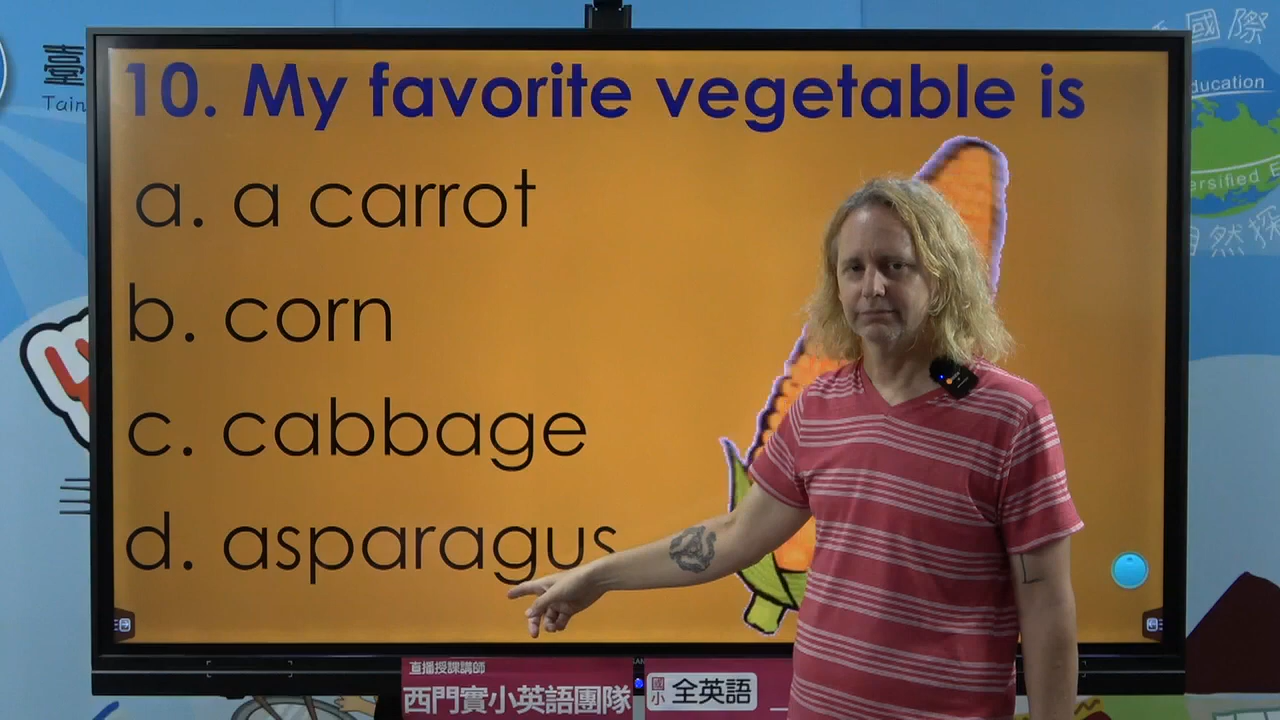 10. My favorite vegetable is
a. a carrot
b. corn
c. cabbage
d. asparagus
臺
Tain
國際
ducation
ersified E
然探
直播授課講師
西門實小英語團隊
國小
全英語